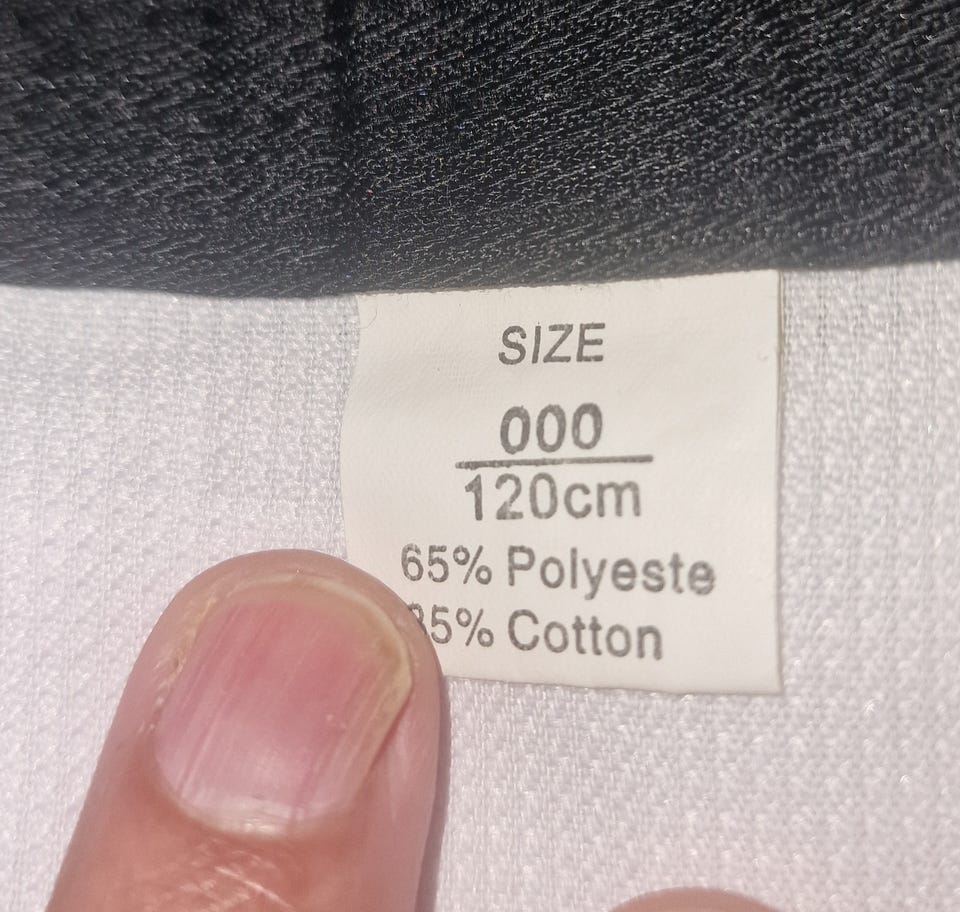 SIZE
000
120cm
65% Polyeste
35% Cotton